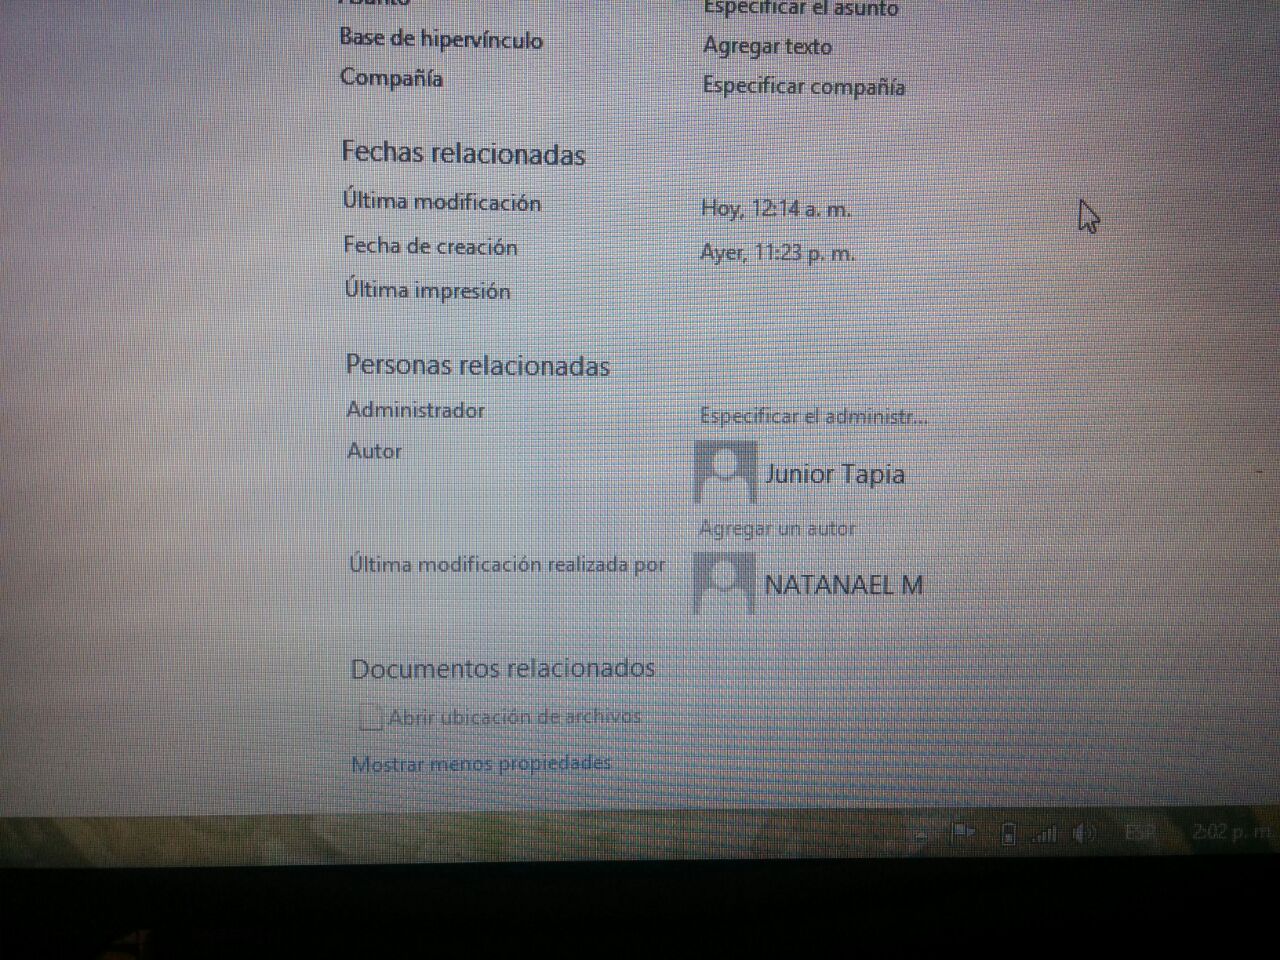 Asunto
Especificar el asunto
Base de hipervínculo
Agregar texto
Compañía
Especificar compañía
Fechas relacionadas
Última modificación
Hoy, 12:14 a. m.
Fecha de creación
Ayer, 11:23 p. m.
Última impresión
Personas relacionadas
Administrador
Especificar el administr...
Autor
Junior Tapia
Agregar un autor
Última modificación realizada por
NATANAEL M
Documentos relacionados
Abrir ubicación de archivos
Mostrar menos propiedades
ESP
2:02 p. m.